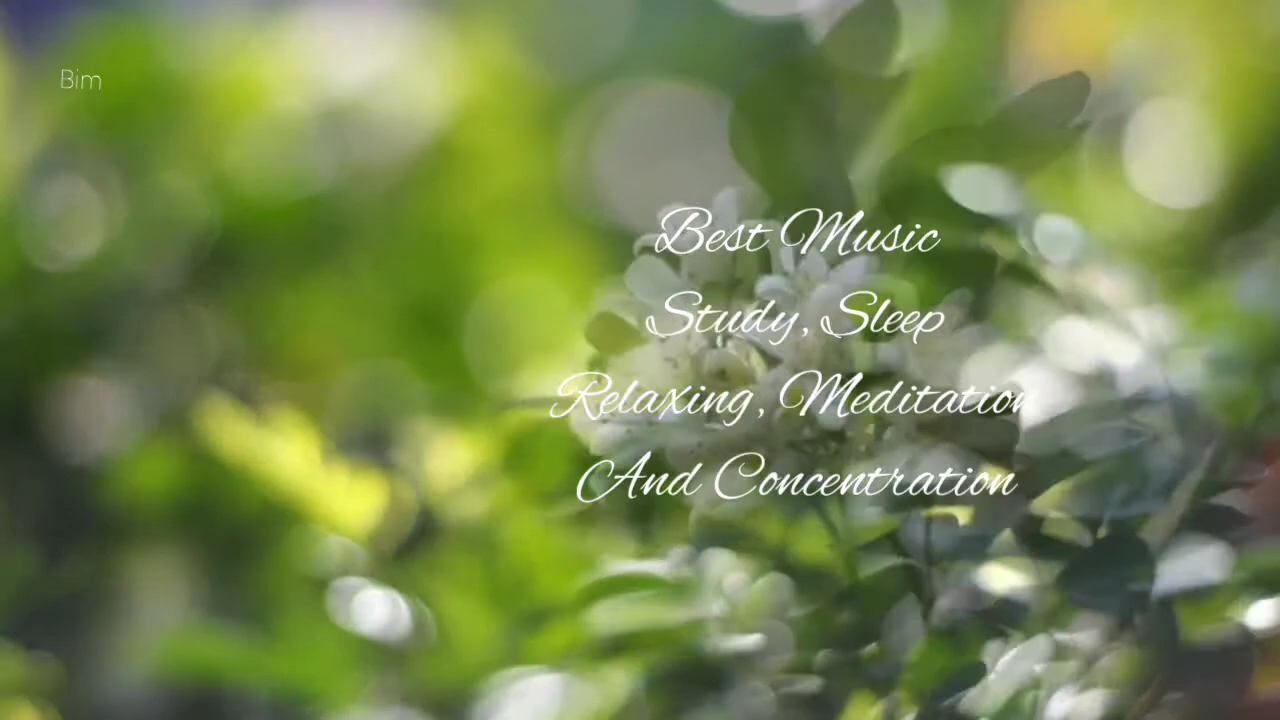 Bim
Best Music
Study, Sleep
Relaxing, Meditation
And Concentration